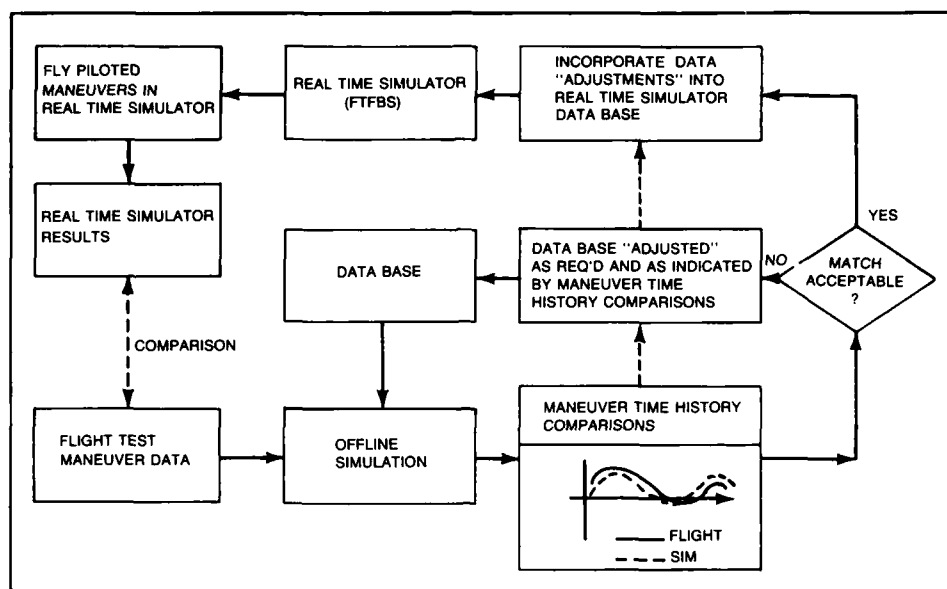 FLY PILOTED
MANEUVERS IN
REAL TIME SIMULATOR
REAL TIME SIMULATOR
(FTFBS)
INCORPORATE DATA
"ADJUSTMENTS" INTO
REAL TIME SIMULATOR
DATA BASE
REAL TIME SIMULATOR
RESULTS
DATA BASE
DATA BASE "ADJUSTED"
AS REQ'D AND AS INDICATED
BY MANEUVER TIME
HISTORY COMPARISONS
NO
YES
MATCH
ACCEPTABLE
?
COMPARISON
FLIGHT TEST
MANEUVER DATA
OFFLINE
SIMULATION
MANEUVER TIME HISTORY
COMPARISONS
FLIGHT
SIM